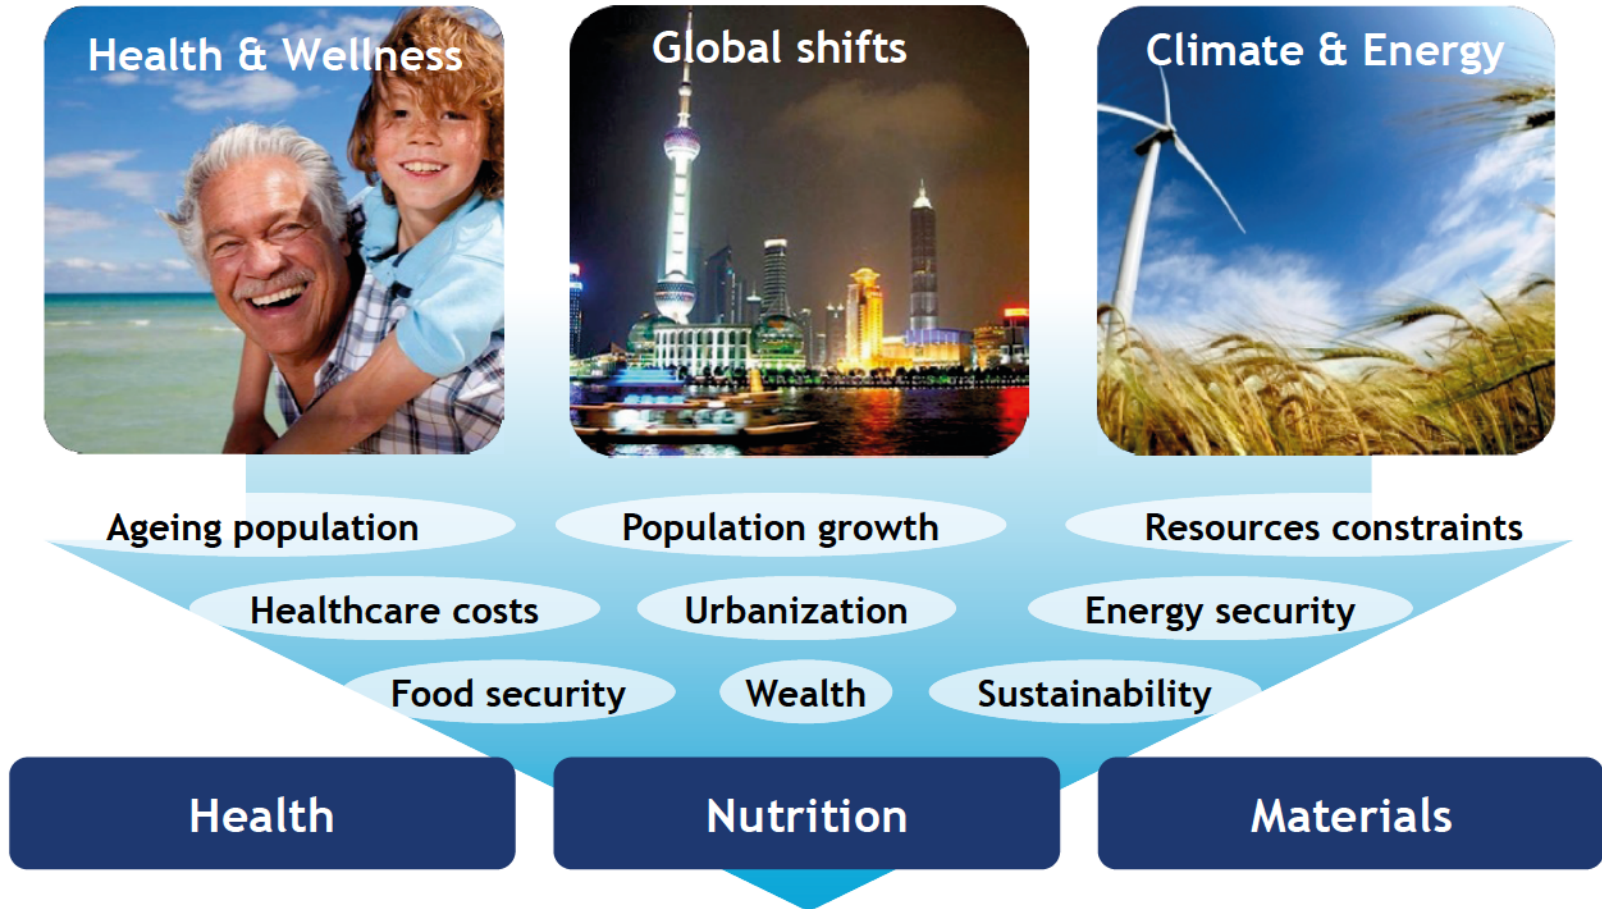 Health & Wellness
Global shifts
Climate & Energy
Ageing population
Population growth
Resources constraints
Healthcare costs
Urbanization
Energy security
Food security
Wealth
Sustainability
Health
Nutrition
Materials